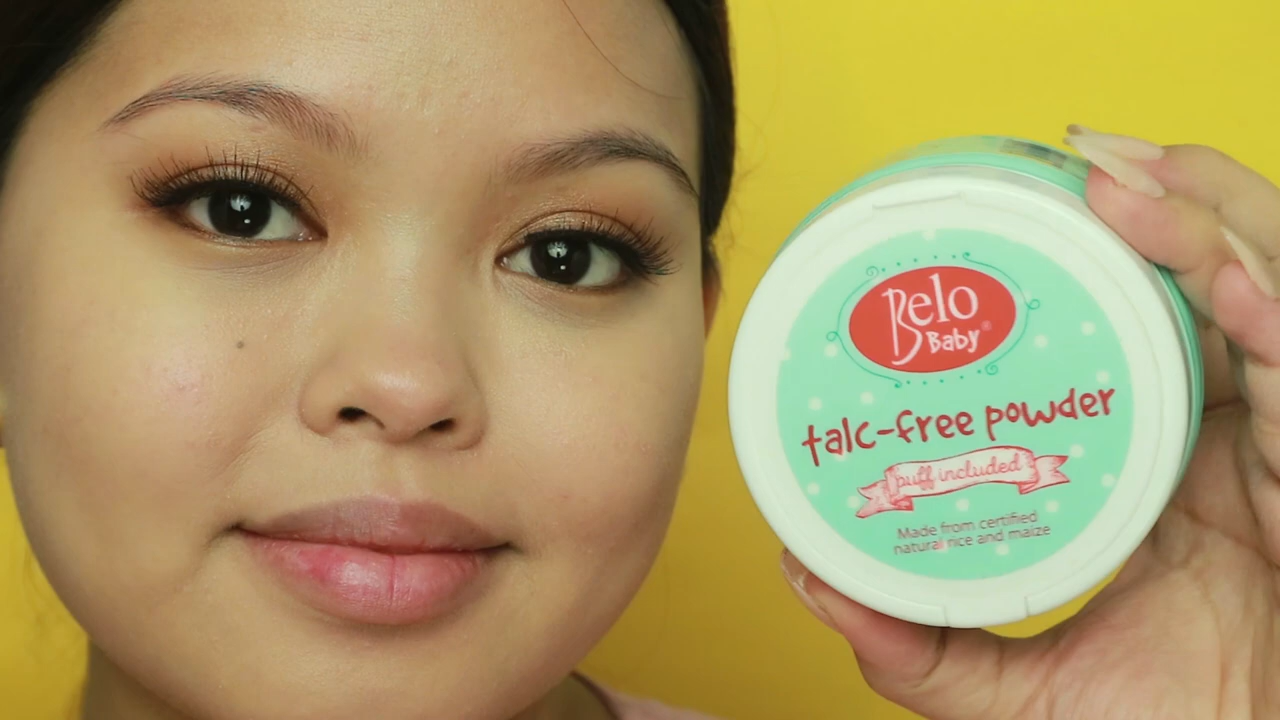 Belo
Baby®
talc-free powder
puff included
Made from certified
natural rice and maize